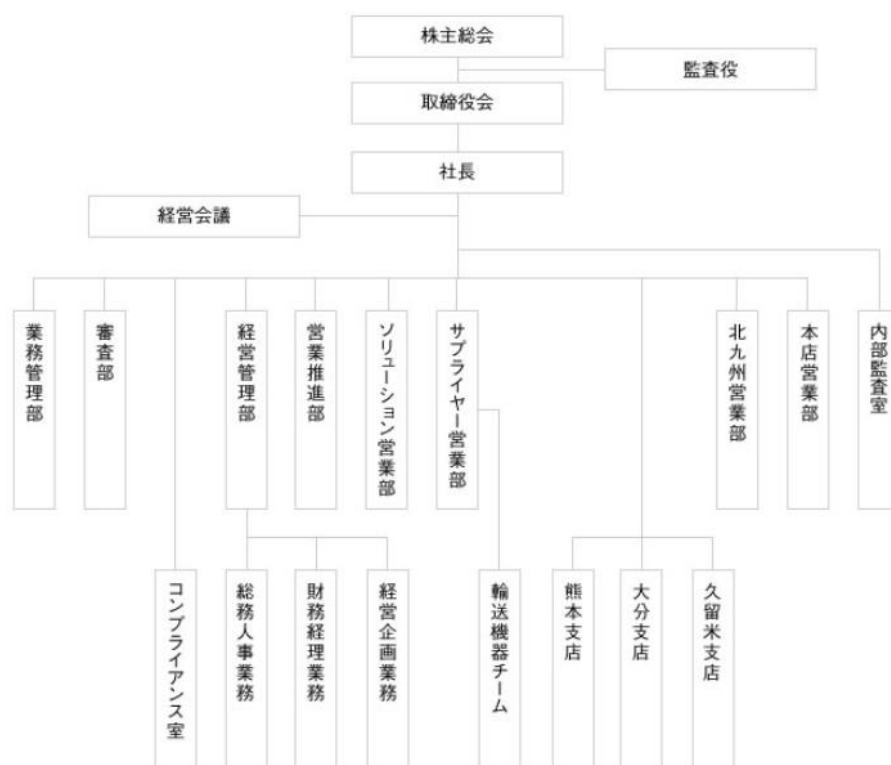 株主総会
監査役
取締役会
社長
経営会議
業務管理部
審査部
経営管理部
営業推進部
ソリューション営業部
サプライヤー営業部
北九州営業部
本店営業部
内部監査室
コンプライアンス室
総務人事業務
財務経理業務
経営企画業務
輸送機器チーム
熊本支店
大分支店
久留米支店